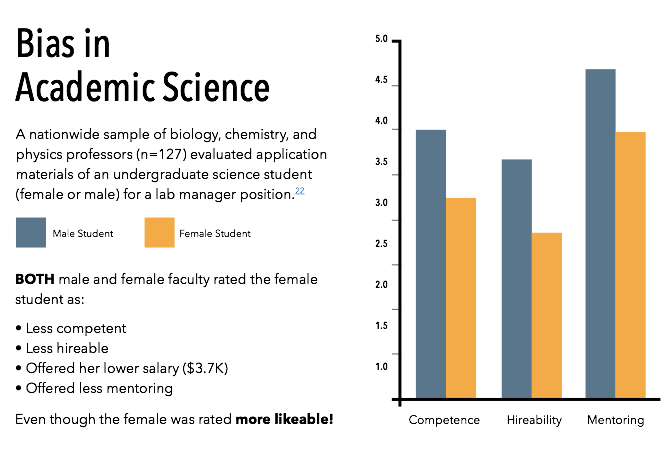 Bias in
Academic Science
A nationwide sample of biology, chemistry, and
physics professors (n=127) evaluated application
materials of an undergraduate science student
(female or male) for a lab manager position.22
Male Student
Female Student
BOTH male and female faculty rated the female
student as:
• Less competent
• Less hireable
• Offered her lower salary ($3.7K)
• Offered less mentoring
Even though the female was rated more likeable!
5.0
4.5
4.0
3.5
3.0
2.5
2.0
1.5
1.0
Competence
Hireability
Mentoring